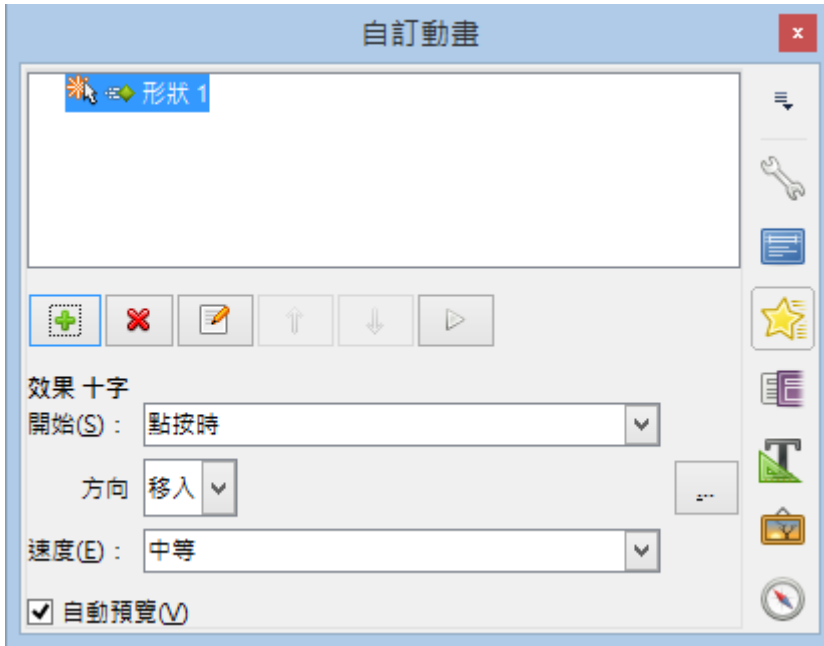 自訂動畫
形狀 1
效果 十字
開始(S)： 點按時
方向 移入
...
速度(E)： 中等
自動預覽(V)